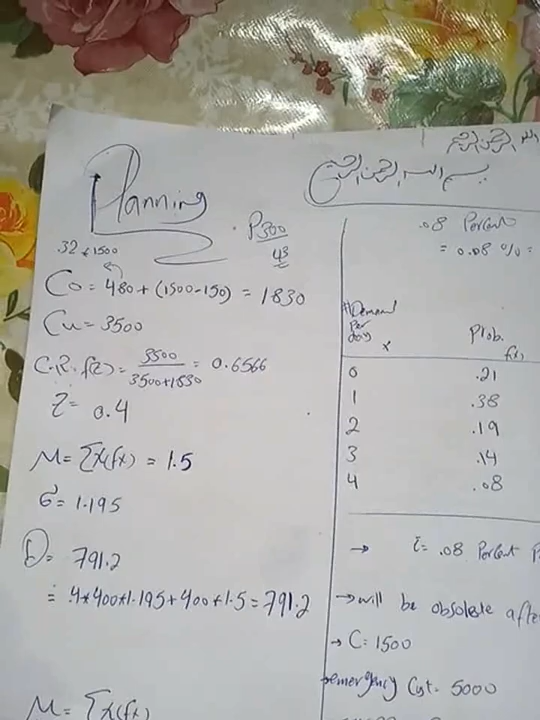 Planning
P300
43
.32 * 1500
Co = 480 + (1500-150) = 1830
Cu = 3500
C.R. f(z) = 3500 / 3500+1830 = 0.6566
Z = 0.4
M = Σx(fx) = 1.5
σ = 1.195
D = 791.2
= .4*400*1.195+400*1.5=791.2
M = Σx(fx)
بسم الله الرحمن الرحيم
.08 Percent
= 0.08 % =
#Demand Per day x Prob. f(x)
0 .21
1 .38
2 .19
3 .14
4 .08
→ i = .08 Percent P
→ will be obsolete afte
→ C = 1500
emergency Cost = 5000